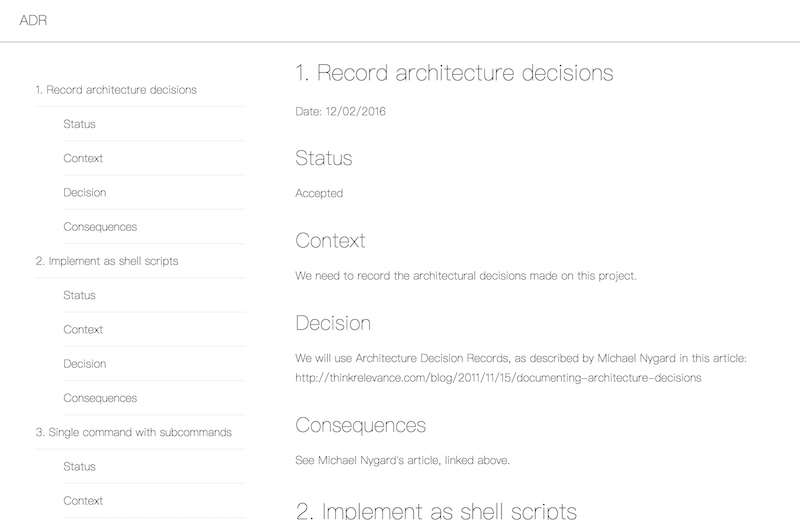 ADR
1. Record architecture decisions
Status
Context
Decision
Consequences
2. Implement as shell scripts
Status
Context
Decision
Consequences
3. Single command with subcommands
Status
Context
1. Record architecture decisions
Date: 12/02/2016
Status
Accepted
Context
We need to record the architectural decisions made on this project.
Decision
We will use Architecture Decision Records, as described by Michael Nygard in this article:
http://thinkrelevance.com/blog/2011/11/15/documenting-architecture-decisions
Consequences
See Michael Nygard's article, linked above.
2. Implement as shell scripts